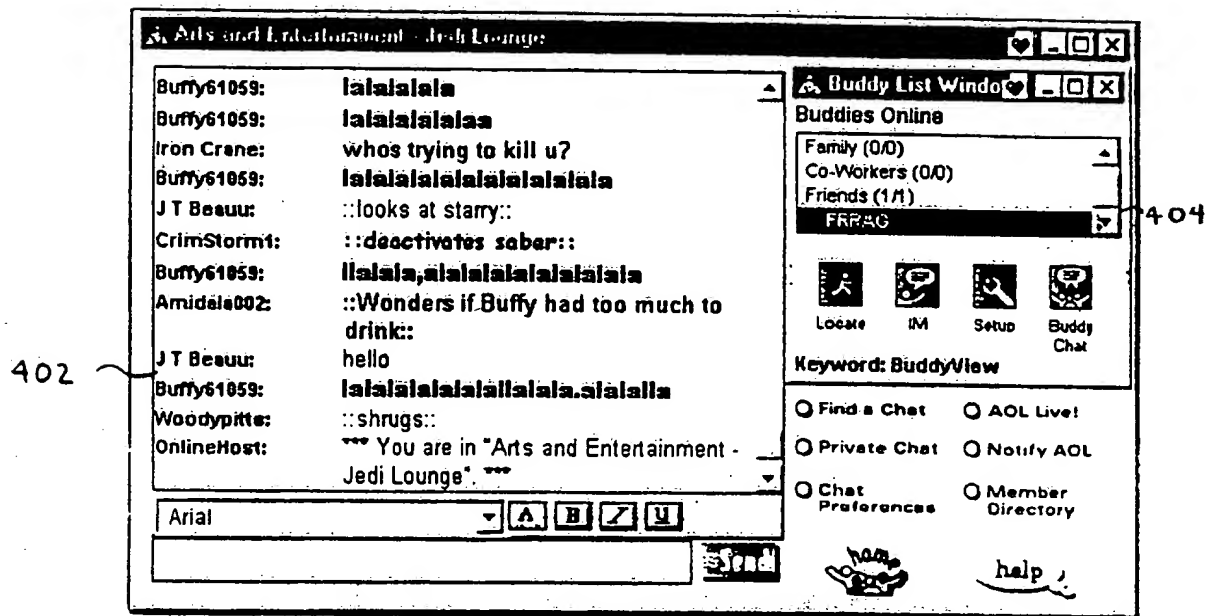 Arts and Entertainment - Jedi Lounge
Buffy61059: lalalalala
Buffy61059: lalalalalalaa
Iron Crane: whos trying to kill u?
Buffy61059: lalalalalalalalalalalala
J T Beauu: ::looks at starry::
CrimStorm1: ::deactivates saber::
Buffy61059: llalala,alalalalalalalalala
Amidala002: ::Wonders if Buffy had too much to
drink::
J T Beauu: hello
Buffy61059: lalalalalalalallalala.alalalla
Woodypitts: ::shrugs::
OnlineHost: *** You are in "Arts and Entertainment -
Jedi Lounge". ***
Arial A B I U
Send
Buddy List Windo
Buddies Online
Family (0/0)
Co-Workers (0/0)
Friends (1/1)
FRRAG
Locate IM Setup Buddy
Chat
Keyword: BuddyView
Find a Chat AOL Live!
Private Chat Notify AOL
Chat
Preferences
Member
Directory
home help
402
404